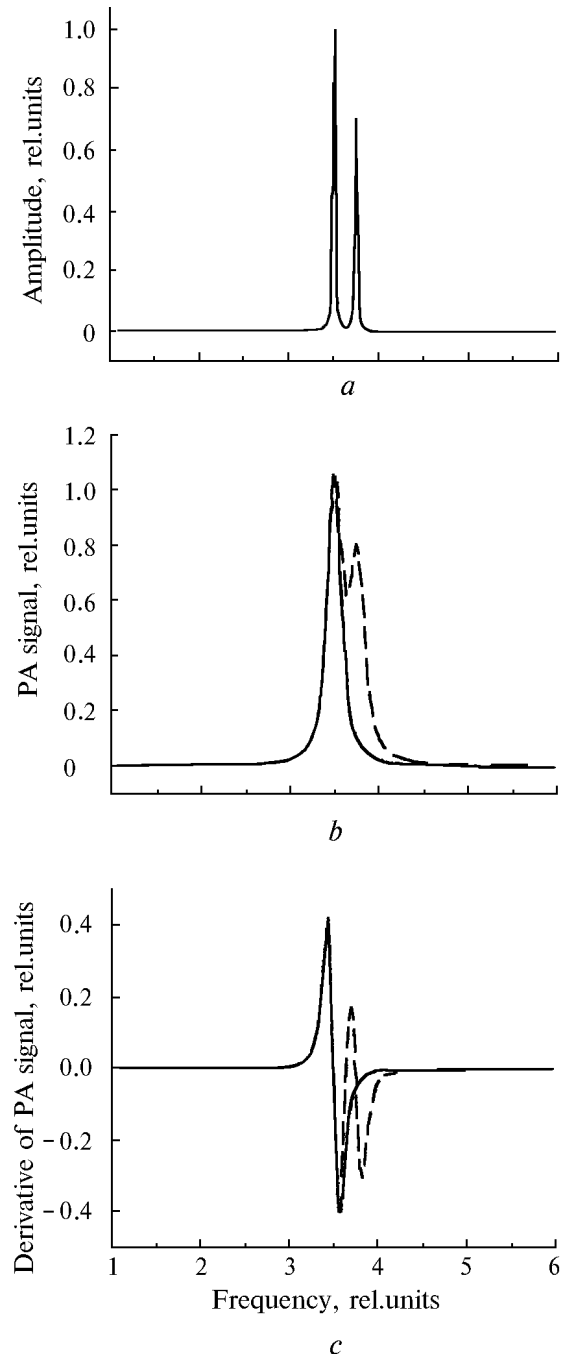 Amplitude, rel.units
1.0
0.8
0.6
0.4
0.2
0
a
PA signal, rel.units
1.2
1.0
0.8
0.6
0.4
0.2
0
b
Derivative of PA signal, rel.units
0.4
0.2
0.0
-0.2
-0.4
1 2 3 4 5 6
Frequency, rel.units
c